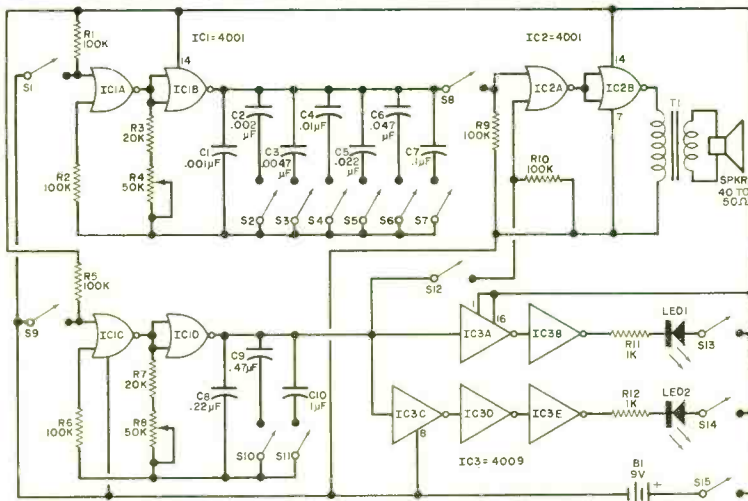 R1
100K
IC1=4001
IC2=4001
14
14
S1
IC1A
IC1B
S8
IC2A
IC2B
7
T1
SPKR
40 TO
50Ω
R3
20K
R4
50K
R2
100K
C1
.001µF
C2
.002
µF
C3
.0047
µF
C4
.01µF
C5
.022
µF
C6
.047
µF
C7
.1µF
R9
100K
R10
100K
S2
S3
S4
S5
S6
S7
R5
100K
S9
S12
IC1C
IC1D
1
16
IC3A
IC3B
R11
1K
LED1
S13
R7
20K
R8
50K
R6
100K
C8
.22µF
C9
.47µF
C10
1µF
S10
S11
IC3C
8
IC3D
IC3E
R12
1K
LED2
S14
IC3=4009
B1
9V
+
S15